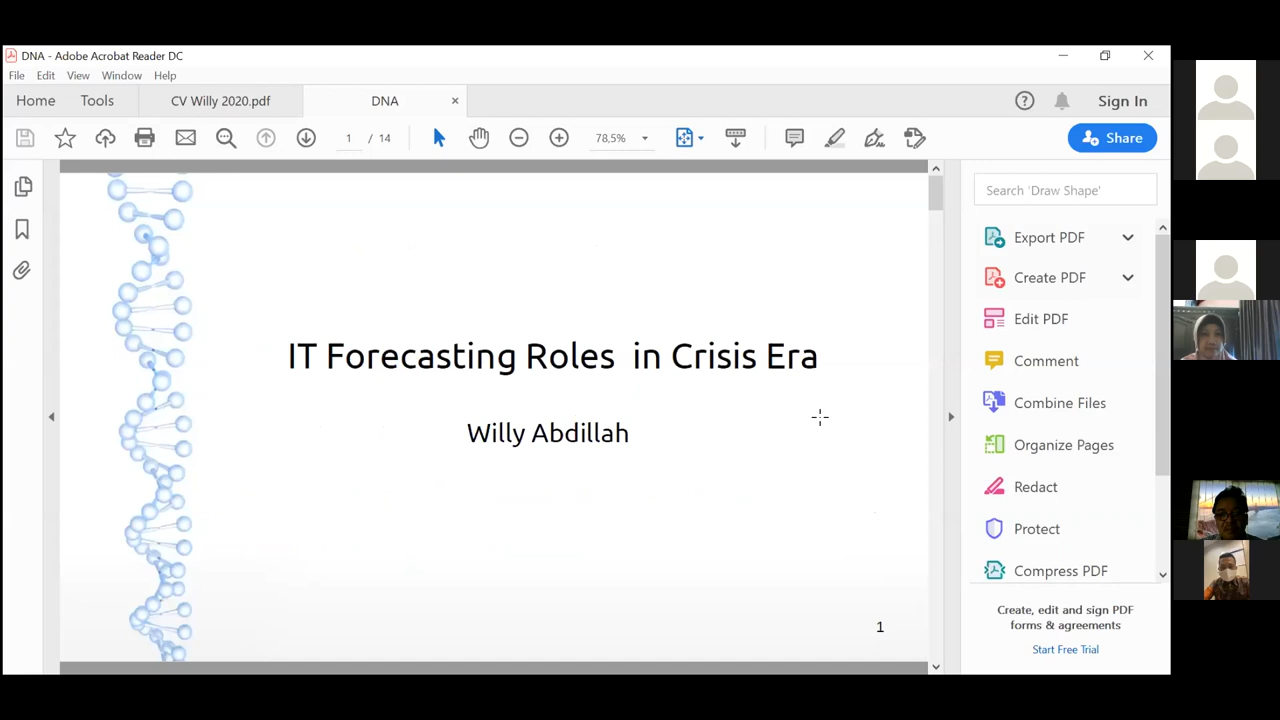 DNA - Adobe Acrobat Reader DC
File Edit View Window Help
Home Tools CV Willy 2020.pdf DNA Sign In
1 / 14 78,5% Share
Search 'Draw Shape'
Export PDF
Create PDF
Edit PDF
Comment
Combine Files
Organize Pages
Redact
Protect
Compress PDF
Create, edit and sign PDF
forms & agreements
Start Free Trial
IT Forecasting Roles in Crisis Era
Willy Abdillah
1